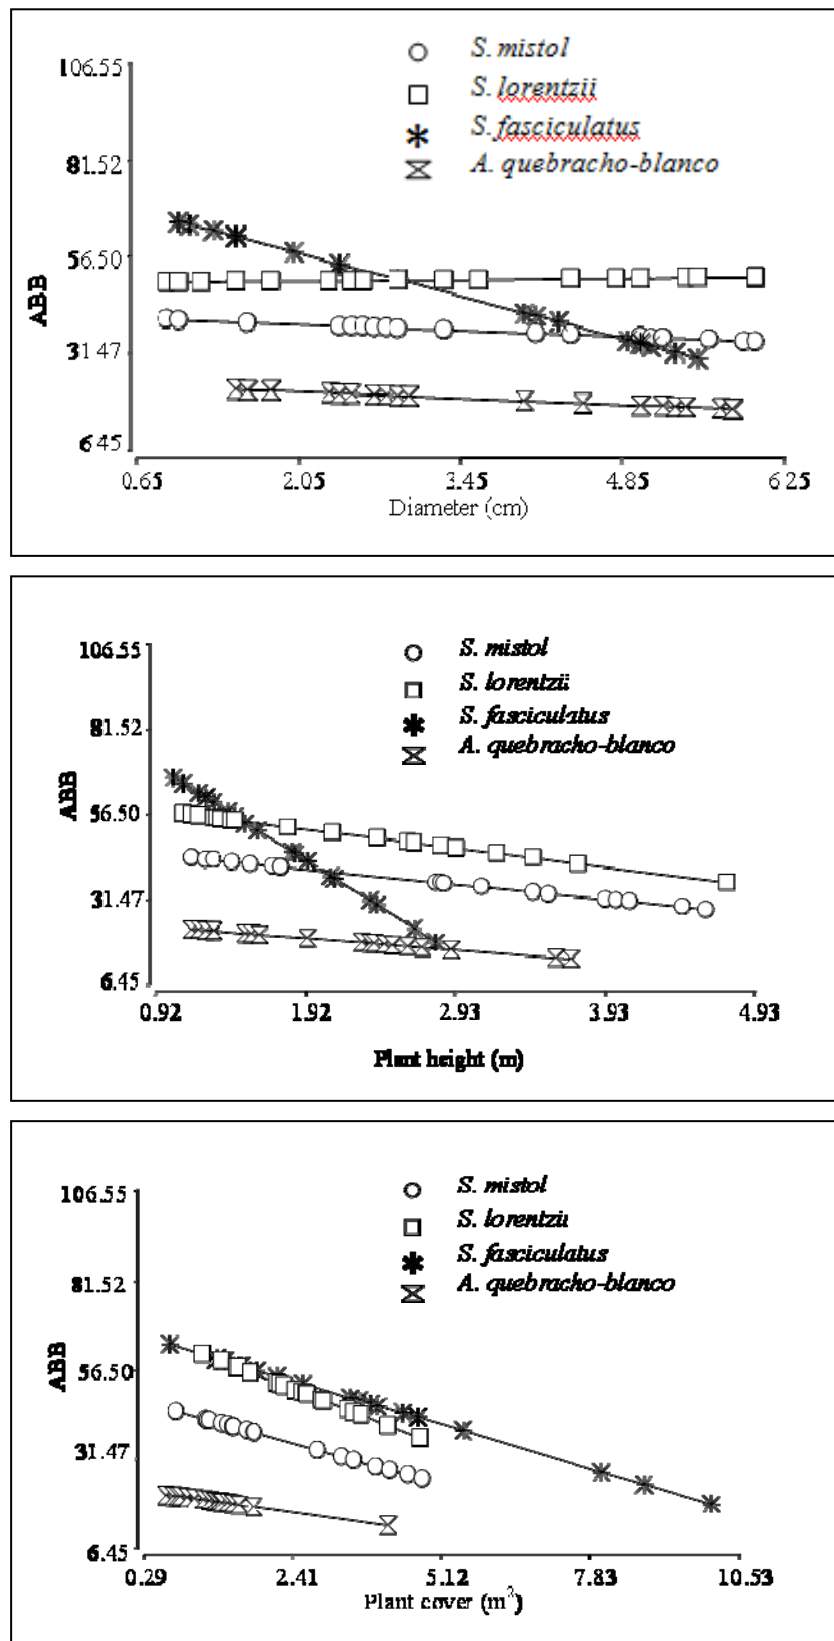 S. mistol
106.55
S. lorentzii
S. fasciculatus
81.52
A. quebracho-blanco
56.50
ABB
31.47
6.45
0.65 2.05 3.45 4.85 6.25
Diameter (cm)
106.55
S. mistol
S. lorentzii
S. fasciculatus
81.52
A. quebracho-blanco
56.50
ABB
31.47
6.45
0.92 1.92 2.93 3.93 4.93
Plant height (m)
106.55
S. mistol
S. lorentzii
S. fasciculatus
81.52
A. quebracho-blanco
56.50
ABB
31.47
6.45
0.29 2.41 5.12 7.83 10.53
Plant cover (m²)